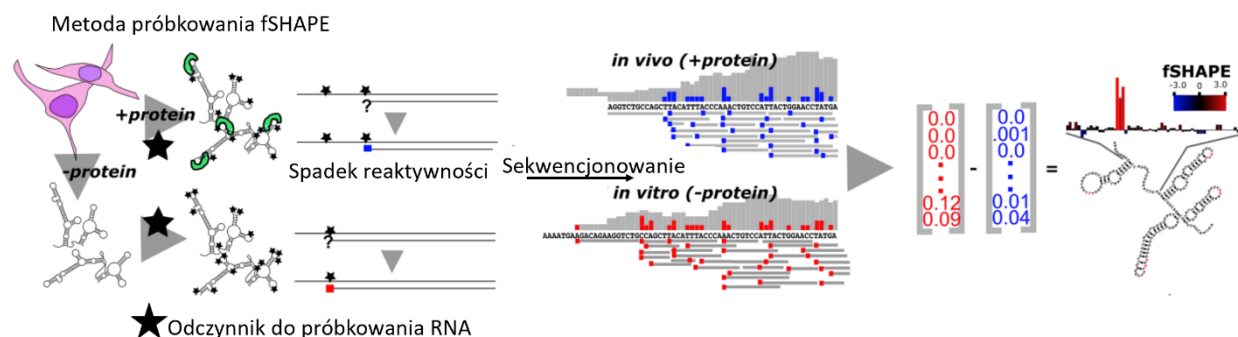 Metoda próbkowania fSHAPE
+protein
-protein
?
Spadek reaktywności
?
Odczynnik do próbkowania RNA
Sekwencjonowanie
in vivo (+protein)
AGGTCTGCCAGCTTACATTTACCCAAACTGTCCATTACTGGAACCTATGA
in vitro (-protein)
AAAATGAAGACAGAAGGTCTGCCAGCTTACATTTACCCAAACTGTCCATTACTGGAACCTATGA
0.0
0.0
0.0
0.12
0.09
-
0.0
.001
0.0
0.01
0.04
=
fSHAPE
-3.0 0 3.0